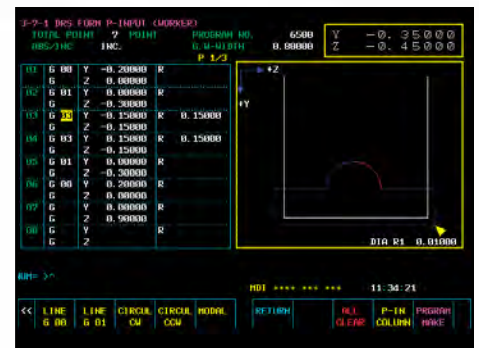 J-7-1 DRS FORM P-INPUT (WORKER)
TOTAL POINT 7 POINT PROGRAM NO. 6500
ABS/INC INC. G.W-WIDTH 0.80000
Y -0.35000
Z -0.45000
P 1/3
01 G 00 Y -0.20000 R
G Z 0.00000
02 G 01 Y 0.00000 R
G Z -0.30000
03 G 03 Y -0.15000 R 0.15000
G Z -0.15000
04 G 03 Y 0.15000 R 0.15000
G Z -0.15000
05 G 01 Y 0.00000 R
G Z -0.30000
06 G 00 Y 0.20000 R
G Z 0.00000
07 G Y 0.00000 R
G Z 0.90000
08 G Y R
G Z
+Z
+Y
DIA R1 0.01000
>^
MDI **** *** *** 11:34:21
<< LINE G 00 LINE G 01 CIRCUL CW CIRCUL CCW MODAL RETURN ALL CLEAR P-IN COLUMN PROGRAM MAKE